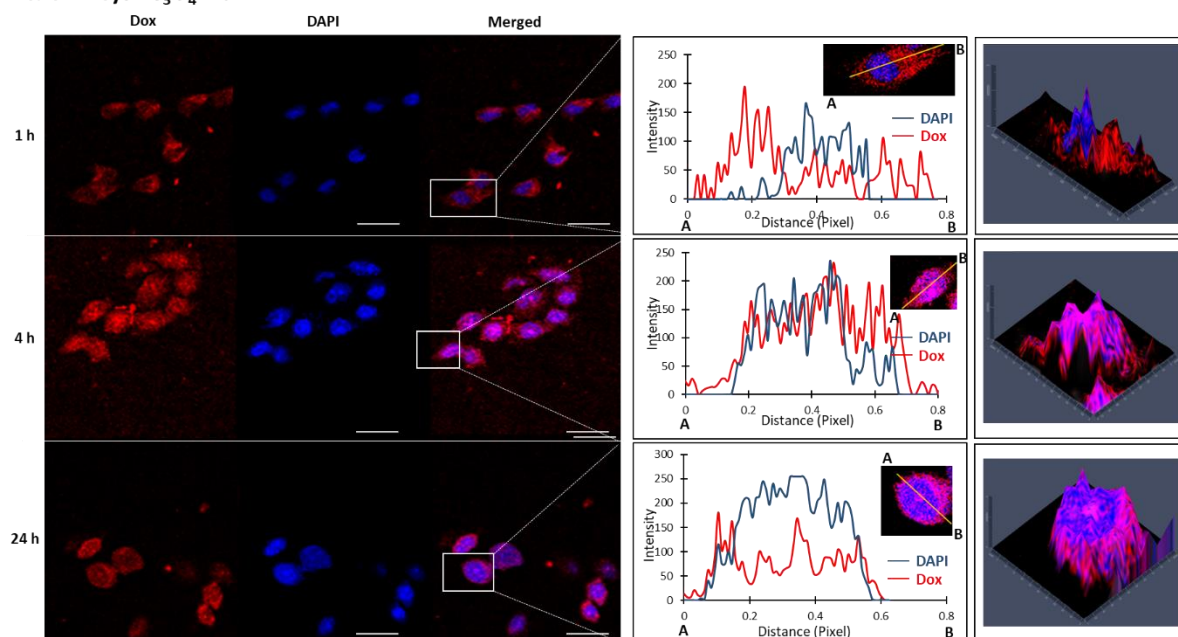 Dox DAPI Merged
1 h
4 h
24 h
250
200
150
100
50
0
Intensity
0 0.2 0.4 0.6 0.8
A B
Distance (Pixel)
DAPI
Dox
A
B
250
200
150
100
50
0
Intensity
0 0.2 0.4 0.6 0.8
A B
Distance (Pixel)
DAPI
Dox
A
B
300
250
200
150
100
50
0
Intensity
0 0.2 0.4 0.6 0.8
A B
Distance (Pixel)
DAPI
Dox
A
B